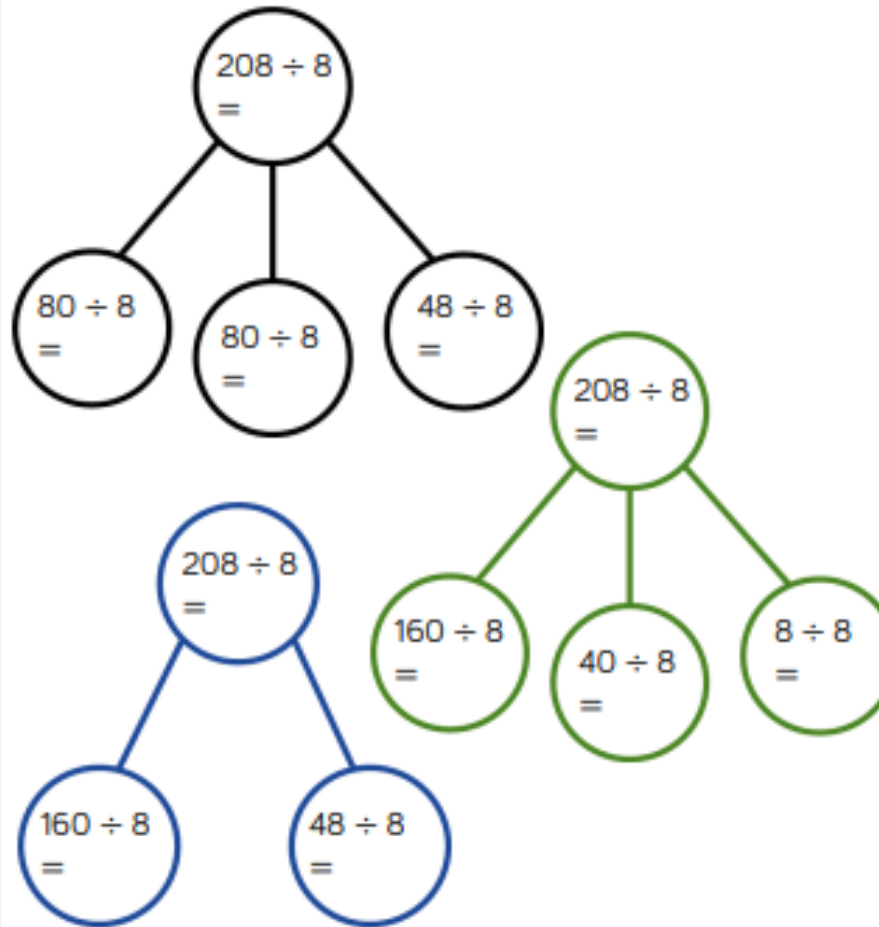 208 ÷ 8
=
80 ÷ 8
=
80 ÷ 8
=
48 ÷ 8
=
208 ÷ 8
=
160 ÷ 8
=
40 ÷ 8
=
8 ÷ 8
=
208 ÷ 8
=
160 ÷ 8
=
48 ÷ 8
=